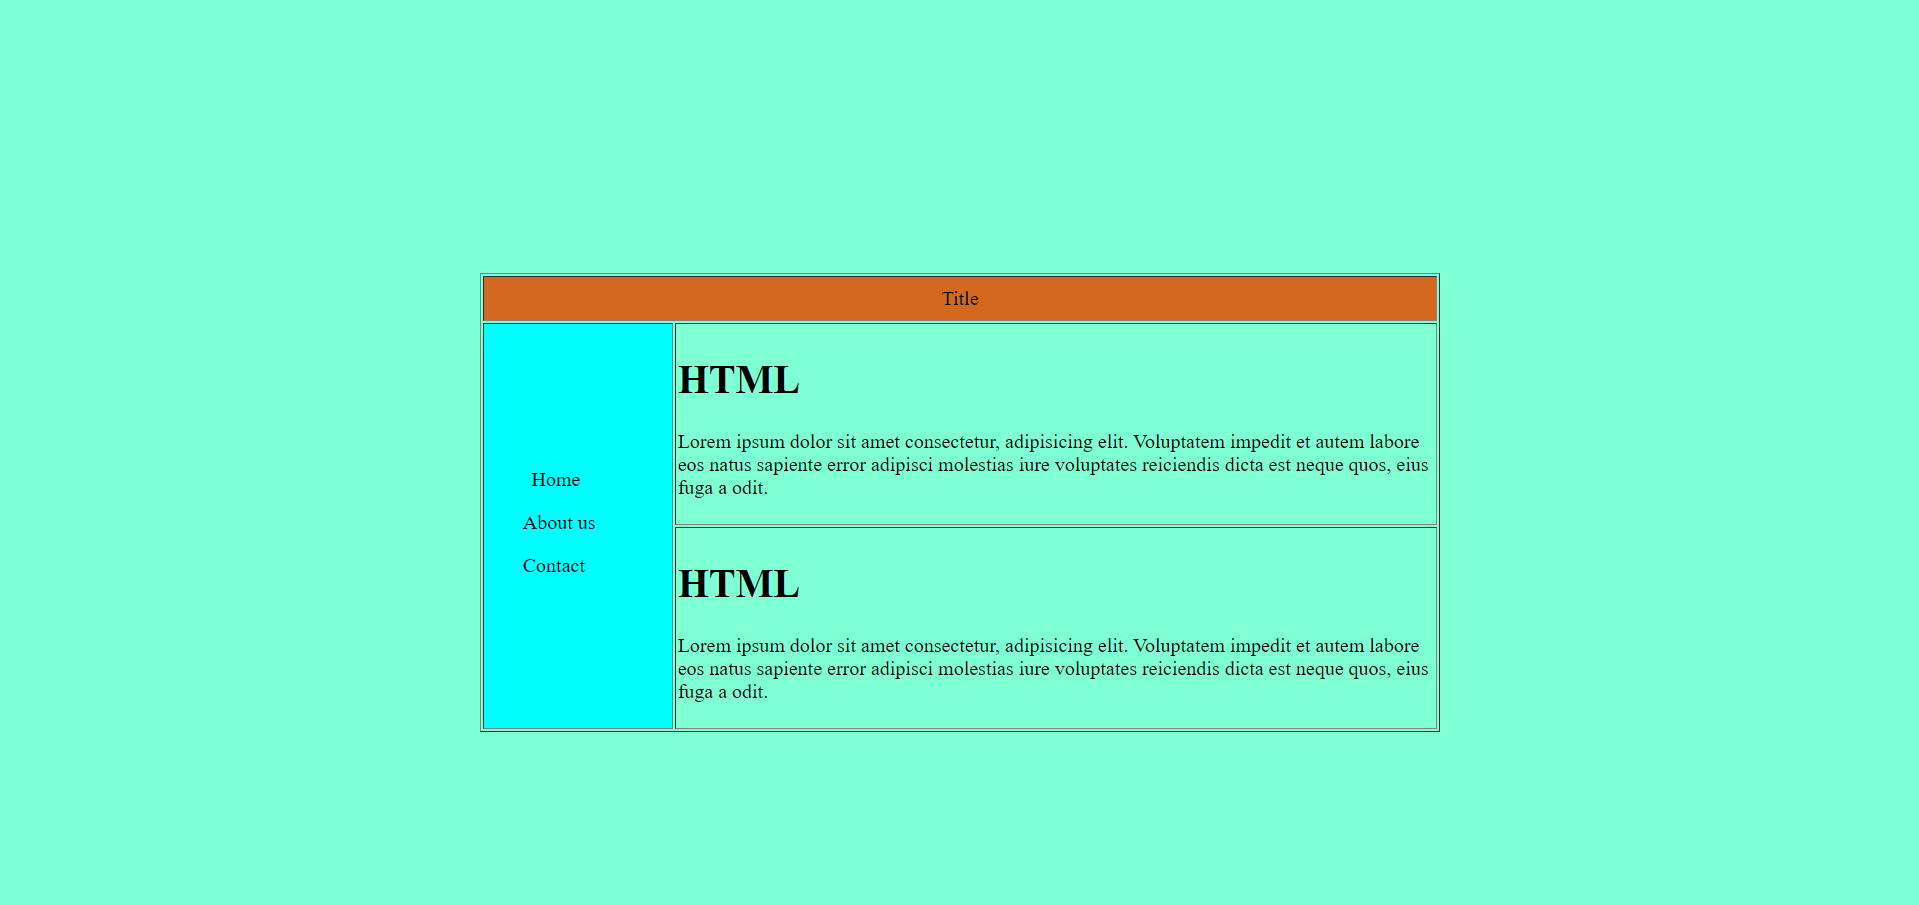 Title
Home
About us
Contact
HTML
Lorem ipsum dolor sit amet consectetur, adipisicing elit. Voluptatem impedit et autem labore
eos natus sapiente error adipisci molestias iure voluptates reiciendis dicta est neque quos, eius
fuga a odit.
HTML
Lorem ipsum dolor sit amet consectetur, adipisicing elit. Voluptatem impedit et autem labore
eos natus sapiente error adipisci molestias iure voluptates reiciendis dicta est neque quos, eius
fuga a odit.